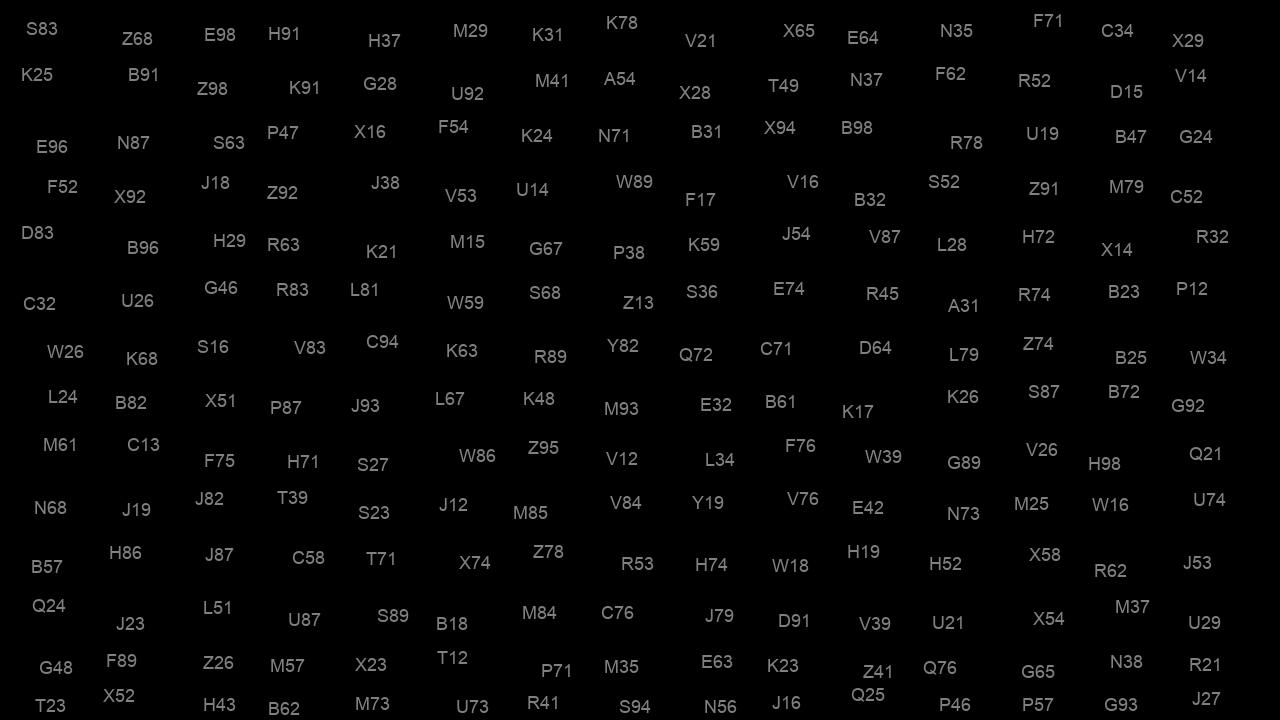 S83 Z68 E98 H91 H37 M29 K31 K78 V21 X65 E64 N35 F71 C34 X29
K25 B91 Z98 K91 G28 U92 M41 A54 X28 T49 N37 F62 R52 D15 V14
E96 N87 S63 P47 X16 F54 K24 N71 B31 X94 B98 R78 U19 B47 G24
F52 X92 J18 Z92 J38 V53 U14 W89 F17 V16 B32 S52 Z91 M79 C52
D83 B96 H29 R63 K21 M15 G67 P38 K59 J54 V87 L28 H72 X14 R32
C32 U26 G46 R83 L81 W59 S68 Z13 S36 E74 R45 A31 R74 B23 P12
W26 K68 S16 V83 C94 K63 R89 Y82 Q72 C71 D64 L79 Z74 B25 W34
L24 B82 X51 P87 J93 L67 K48 M93 E32 B61 K17 K26 S87 B72 G92
M61 C13 F75 H71 S27 W86 Z95 V12 L34 F76 W39 G89 V26 H98 Q21
N68 J19 J82 T39 S23 J12 M85 V84 Y19 V76 E42 N73 M25 W16 U74
B57 H86 J87 C58 T71 X74 Z78 R53 H74 W18 H19 H52 X58 R62 J53
Q24 J23 L51 U87 S89 B18 M84 C76 J79 D91 V39 U21 X54 M37 U29
G48 F89 Z26 M57 X23 T12 P71 M35 E63 K23 Z41 Q76 G65 N38 R21
T23 X52 H43 B62 M73 U73 R41 S94 N56 J16 Q25 P46 P57 G93 J27